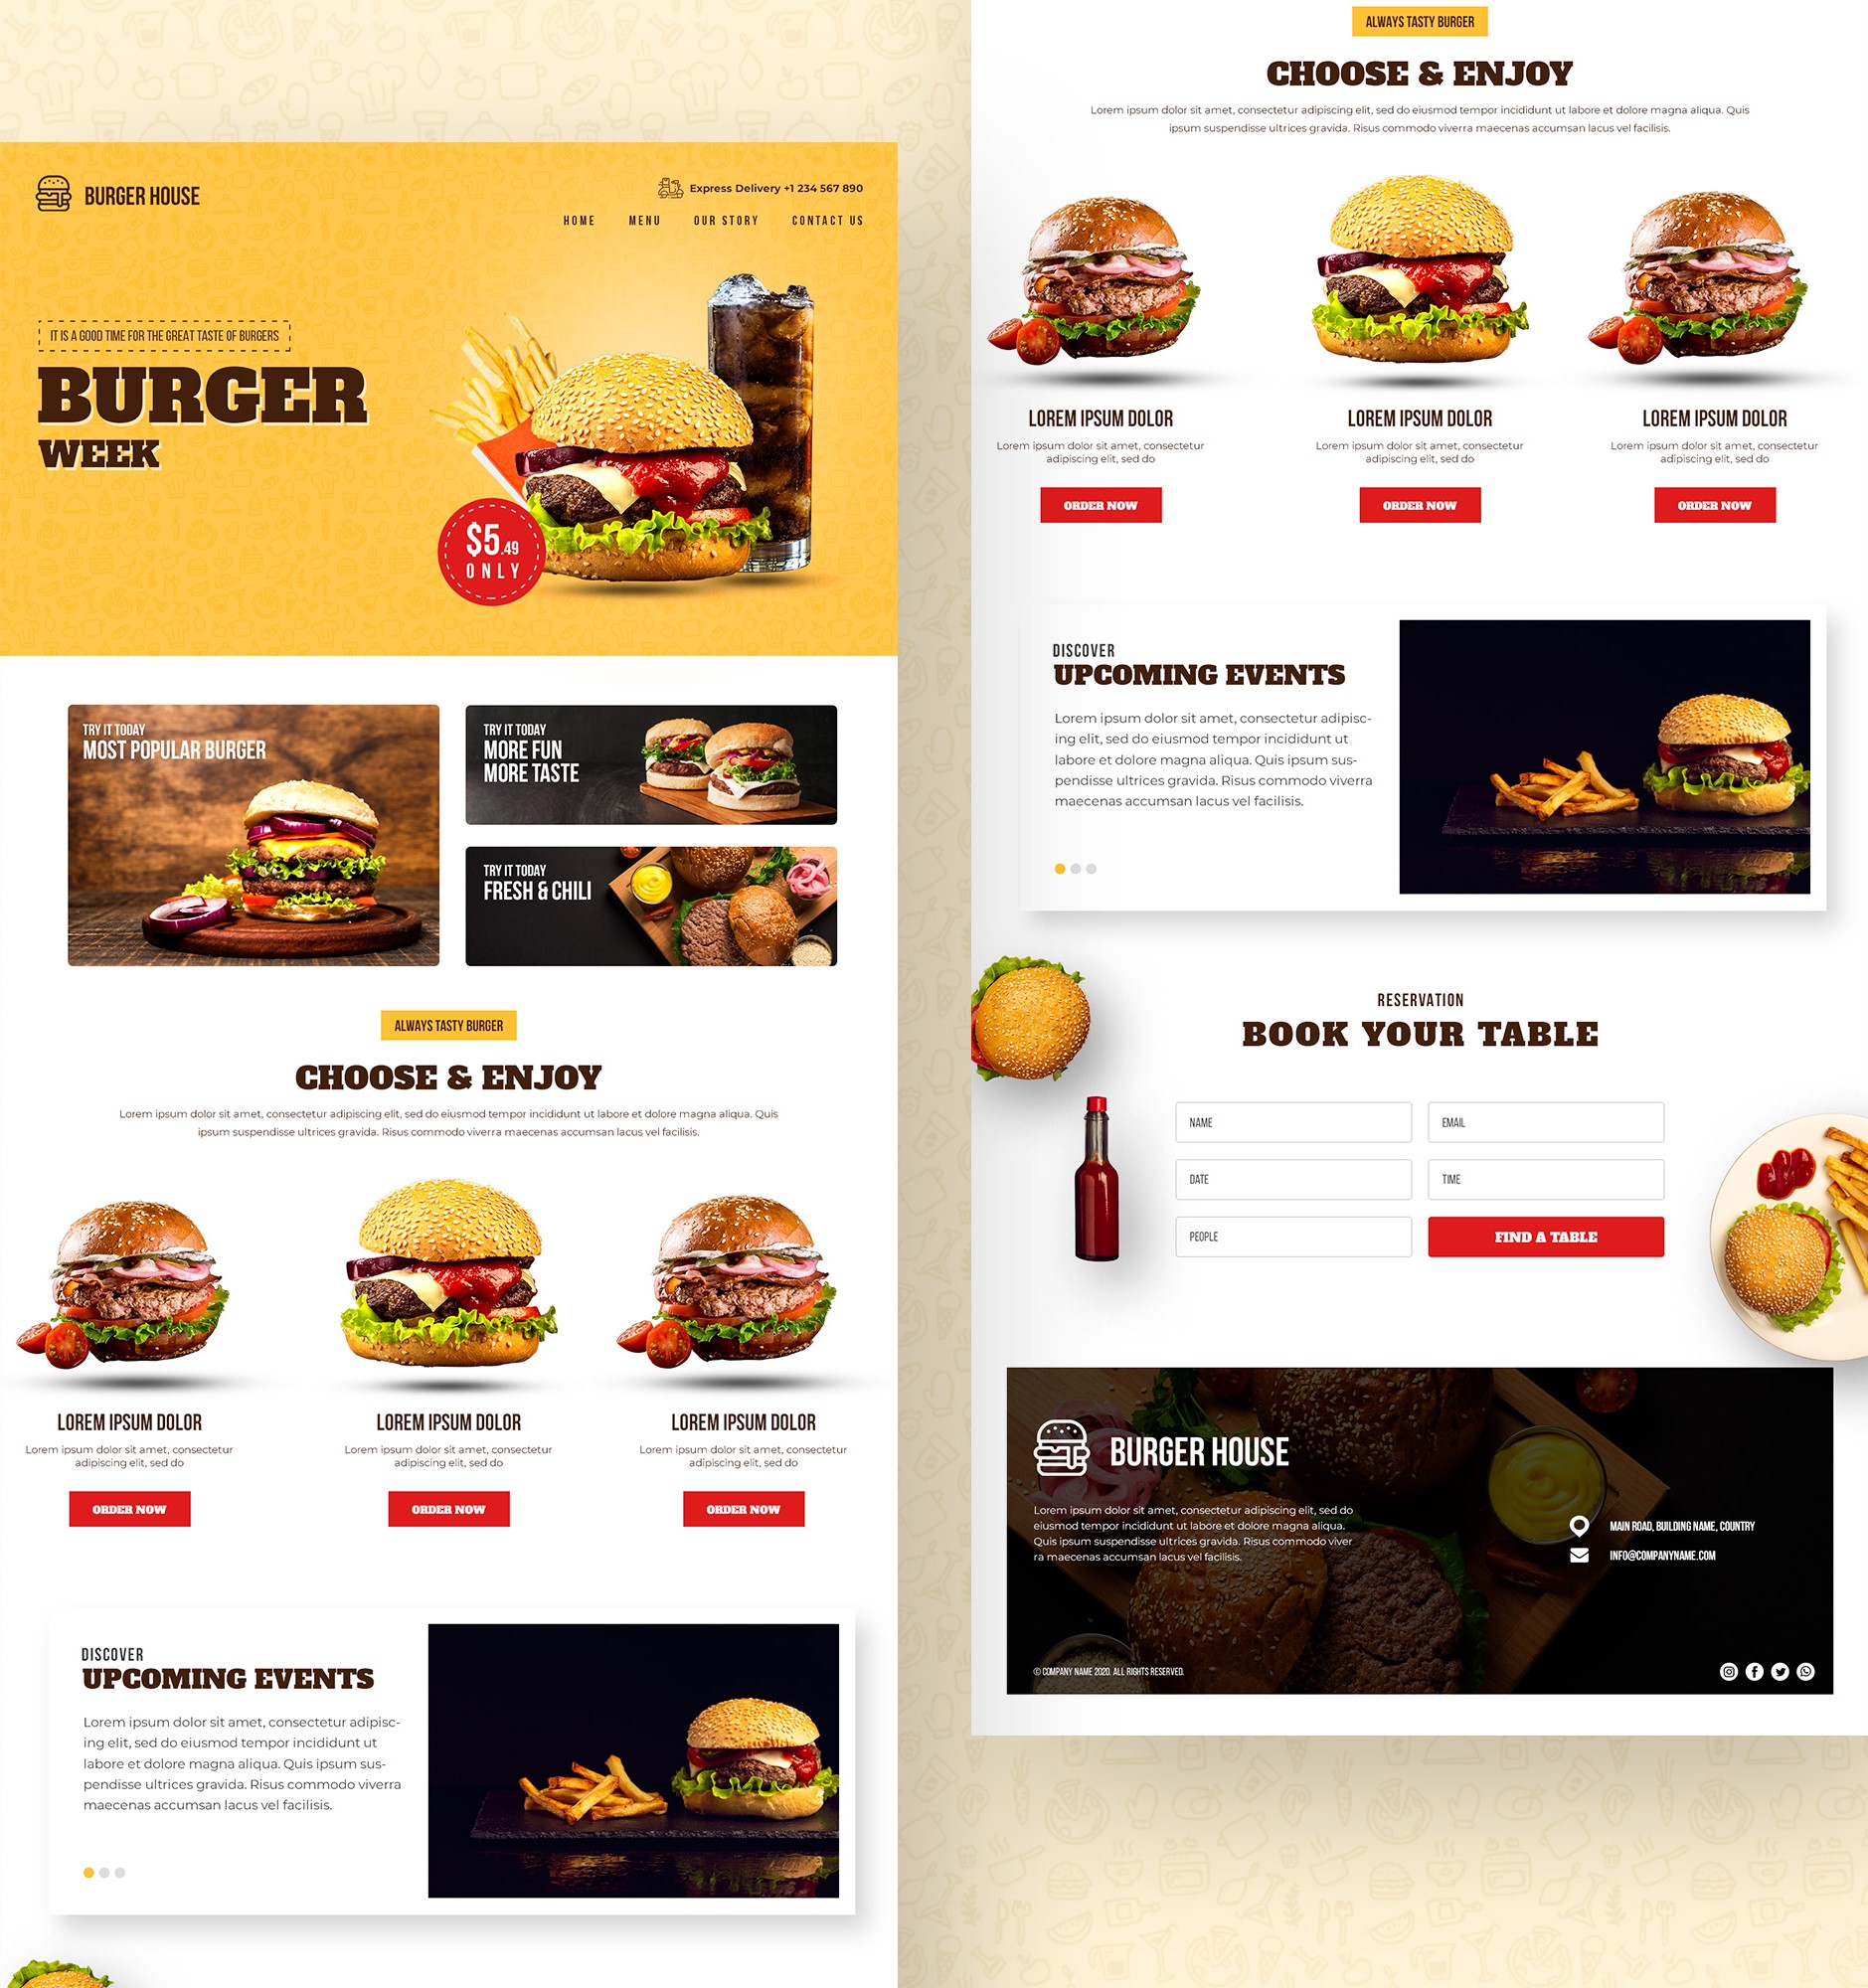 BURGER HOUSE
Express Delivery +1 234 567 890
HOME MENU OUR STORY CONTACT US
IT IS A GOOD TIME FOR THE GREAT TASTE OF BURGERS
BURGER
WEEK
$5.49
ONLY
TRY IT TODAY
MOST POPULAR BURGER
TRY IT TODAY
MORE FUN
MORE TASTE
TRY IT TODAY
FRESH & CHILI
ALWAYS TASTY BURGER
CHOOSE & ENJOY
Lorem ipsum dolor sit amet, consectetur adipiscing elit, sed do eiusmod tempor incididunt ut labore et dolore magna aliqua. Quis
ipsum suspendisse ultrices gravida. Risus commodo viverra maecenas accumsan lacus vel facilisis.
LOREM IPSUM DOLOR
Lorem ipsum dolor sit amet, consectetur
adipiscing elit, sed do
ORDER NOW
LOREM IPSUM DOLOR
Lorem ipsum dolor sit amet, consectetur
adipiscing elit, sed do
ORDER NOW
LOREM IPSUM DOLOR
Lorem ipsum dolor sit amet, consectetur
adipiscing elit, sed do
ORDER NOW
DISCOVER
UPCOMING EVENTS
Lorem ipsum dolor sit amet, consectetur adipisc-
ing elit, sed do eiusmod tempor incididunt ut
labore et dolore magna aliqua. Quis ipsum sus-
pendisse ultrices gravida. Risus commodo viverra
maecenas accumsan lacus vel facilisis.
ALWAYS TASTY BURGER
CHOOSE & ENJOY
Lorem ipsum dolor sit amet, consectetur adipiscing elit, sed do eiusmod tempor incididunt ut labore et dolore magna aliqua. Quis
ipsum suspendisse ultrices gravida. Risus commodo viverra maecenas accumsan lacus vel facilisis.
LOREM IPSUM DOLOR
Lorem ipsum dolor sit amet, consectetur
adipiscing elit, sed do
ORDER NOW
LOREM IPSUM DOLOR
Lorem ipsum dolor sit amet, consectetur
adipiscing elit, sed do
ORDER NOW
LOREM IPSUM DOLOR
Lorem ipsum dolor sit amet, consectetur
adipiscing elit, sed do
ORDER NOW
DISCOVER
UPCOMING EVENTS
Lorem ipsum dolor sit amet, consectetur adipisc-
ing elit, sed do eiusmod tempor incididunt ut
labore et dolore magna aliqua. Quis ipsum sus-
pendisse ultrices gravida. Risus commodo viverra
maecenas accumsan lacus vel facilisis.
RESERVATION
BOOK YOUR TABLE
NAME
EMAIL
DATE
TIME
PEOPLE
FIND A TABLE
BURGER HOUSE
Lorem ipsum dolor sit amet, consectetur adipiscing elit, sed do
eiusmod tempor incididunt ut labore et dolore magna aliqua.
Quis ipsum suspendisse ultrices gravida. Risus commodo viver
ra maecenas accumsan lacus vel facilisis.
MAIN ROAD, BUILDING NAME, COUNTRY
INFO@COMPANYNAME.COM
© COMPANY NAME 2020. ALL RIGHTS RESERVED.